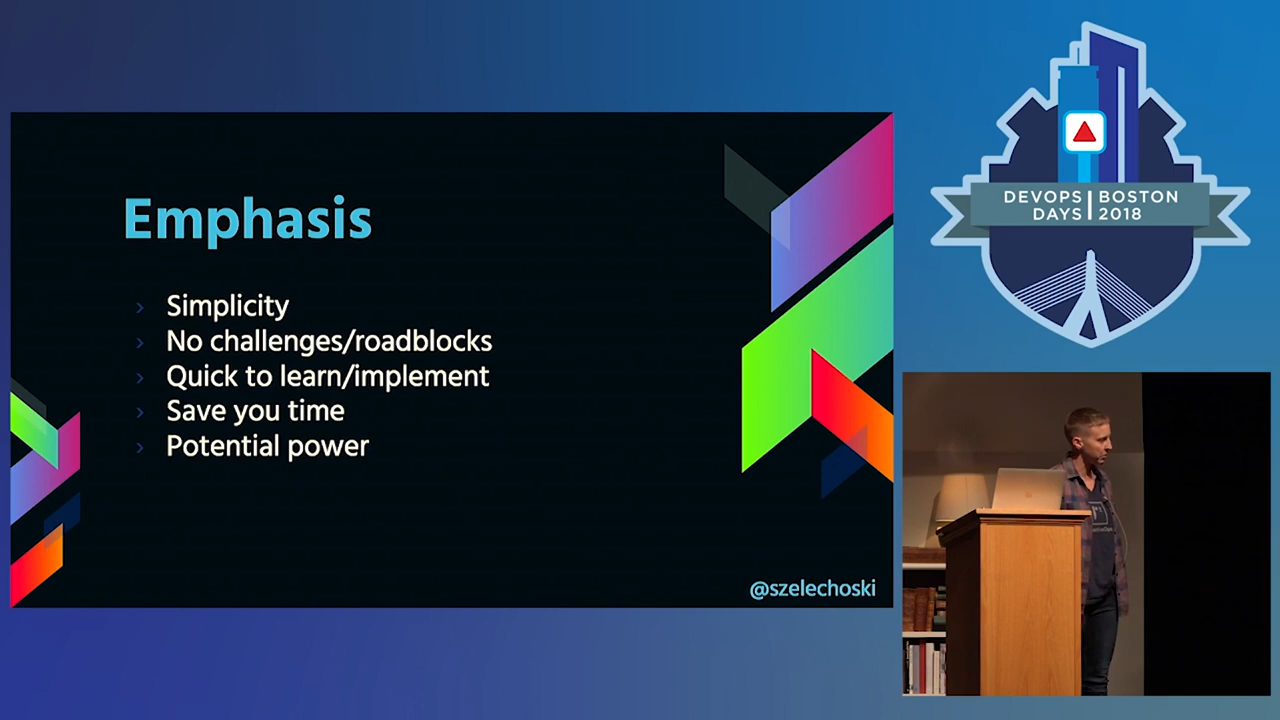 Emphasis
Simplicity
No challenges/roadblocks
Quick to learn/implement
Save you time
Potential power
@szelechoski
DEVOPS BOSTON
DAYS 2018